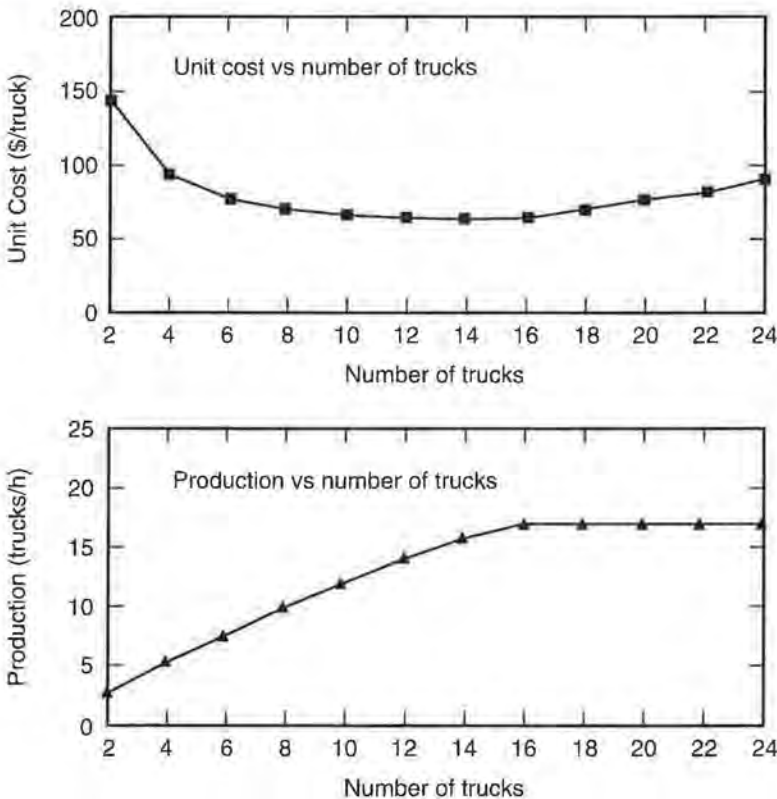 200
150
100
50
0
Unit Cost ($/truck)
Unit cost vs number of trucks
2 4 6 8 10 12 14 16 18 20 22 24
Number of trucks
25
20
15
10
5
0
Production (trucks/h)
Production vs number of trucks
2 4 6 8 10 12 14 16 18 20 22 24
Number of trucks